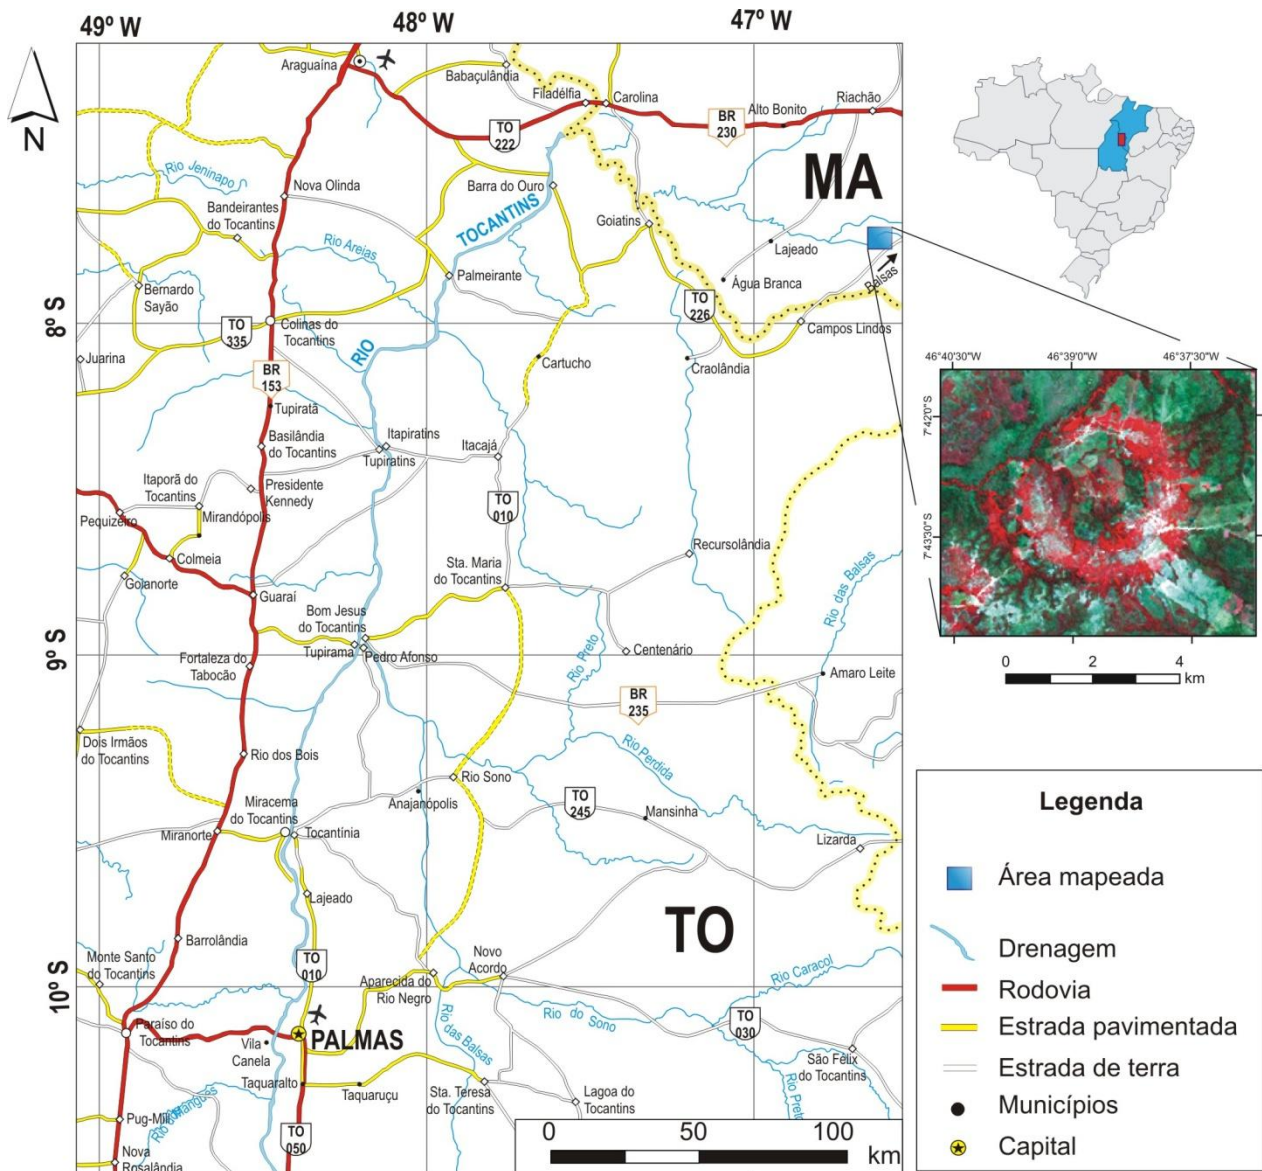 49º W
48º W
47º W
Araguaína
Babaçulândia
Filadélfia
Carolina
Alto Bonito
Riachão
TO
222
BR
230
N
Rio Jeninapo
Nova Olinda
Barra do Ouro
MA
Bandeirantes
do Tocantins
Rio Areias
TOCANTINS
Goiatins
Lajeado
Palmeirante
Água Branca
Balsas
Bernardo
Sayão
TO
226
8º S
TO
335
Colinas do
Tocantins
Campos Lindos
RIO
Juarina
Cartucho
Craolândia
BR
153
Tupiratã
46°40'30"W
46°39'0"W
46°37'30"W
7°42'0"S
7°43'30"S
Basilândia
do Tocantins
Itapiratins
Tupiratins
Itacajá
Itaporã do
Tocantins
Presidente
Kennedy
TO
010
Pequizeiro
Mirandópolis
Colmeia
Recursolândia
Goianorte
Sta. Maria
do Tocantins
Rio das Balsas
Guaraí
Bom Jesus
do Tocantins
9º S
Tupirama
Pedro Afonso
Rio Preto
Centenário
Fortaleza do
Tabocão
Amaro Leite
0
2
4
km
BR
235
Dois Irmãos
do Tocantins
Rio dos Bois
Rio Perdida
Rio Sono
Miracema
do Tocantins
Anajanópolis
TO
245
Mansinha
Miranorte
Tocantínia
Lizarda
Lajeado
TO
Barrolândia
Monte Santo
do Tocantins
TO
010
Novo
Acordo
Aparecida do
Rio Negro
Rio Caracol
10º S
Rio do Sono
TO
030
Paraíso do
Tocantins
Vila
Canela
PALMAS
Rio das Balsas
São Félix
do Tocantins
Taquaralto
Taquaruçu
Sta. Teresa
do Tocantins
Lagoa do
Tocantins
Rio Preto
Pug-Mil
TO
050
Nova
Rosalândia
0
50
100
km
Legenda
Área mapeada
Drenagem
Rodovia
Estrada pavimentada
Estrada de terra
Municípios
Capital